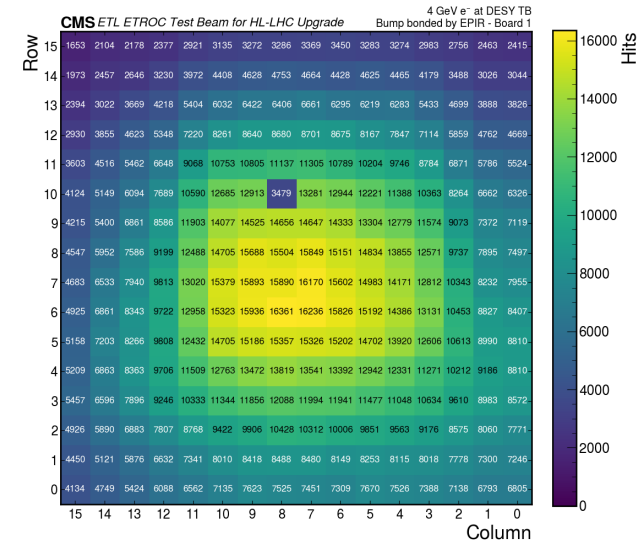 4 GeV e⁻ at DESY TB
CMS ETL ETROC Test Beam for HL-LHC Upgrade Bump bonded by EPIR - Board 1
Row
Hits
15 1653 2104 2178 2377 2921 3135 3272 3286 3369 3450 3283 3274 2923 2756 2463 2415
14 1973 2457 2646 3230 3972 4408 4628 4753 4664 4428 4625 4465 4179 3488 3026 3044
13 2394 3022 3669 4218 5404 6032 6422 6406 6661 6295 6219 6283 5433 4699 3888 3826
12 2930 3855 4623 5348 7220 8261 8640 8680 8701 8675 8167 7847 7114 5859 4762 4669
11 3603 4516 5462 6648 9068 10753 10805 11137 11305 10789 10204 9746 8784 6871 5786 5524
10 4124 5149 6094 7689 10590 12685 12913 3479 13281 12944 12221 11388 10363 8264 6662 6326
9 4215 5400 6861 8586 11903 14077 14525 14656 14647 14333 13304 12779 11574 9073 7372 7119
8 4547 5952 7586 9199 12488 14705 15688 15504 15849 15151 14834 13855 12571 9737 7895 7497
7 4683 6533 7940 9813 13020 15379 15893 15890 16170 15602 14983 14171 12812 10343 8232 7955
6 4925 6861 8343 9722 12958 15323 15936 16361 16236 15826 15192 14386 13131 10453 8827 8407
5 5158 7203 8266 9808 12432 14705 15186 15357 15326 15202 14702 13920 12606 10613 8990 8810
4 5209 6663 8363 9706 11509 12763 13472 13819 13541 13392 12942 12331 11271 10212 9186 8810
3 5457 6596 7896 9246 10333 11344 11856 12088 11994 11941 11477 11048 10634 9610 8983 8572
2 4926 5890 6883 7807 8768 9422 9906 10428 10312 10006 9851 9563 9176 8575 8060 7771
1 4450 5121 5876 6632 7341 8010 8418 8488 8480 8149 8253 8115 8018 7778 7300 7246
0 4134 4749 5424 6088 6562 7135 7623 7525 7451 7309 7670 7526 7388 7138 6793 6805
15 14 13 12 11 10 9 8 7 6 5 4 3 2 1 0
Column
16000
14000
12000
10000
8000
6000
4000
2000
0